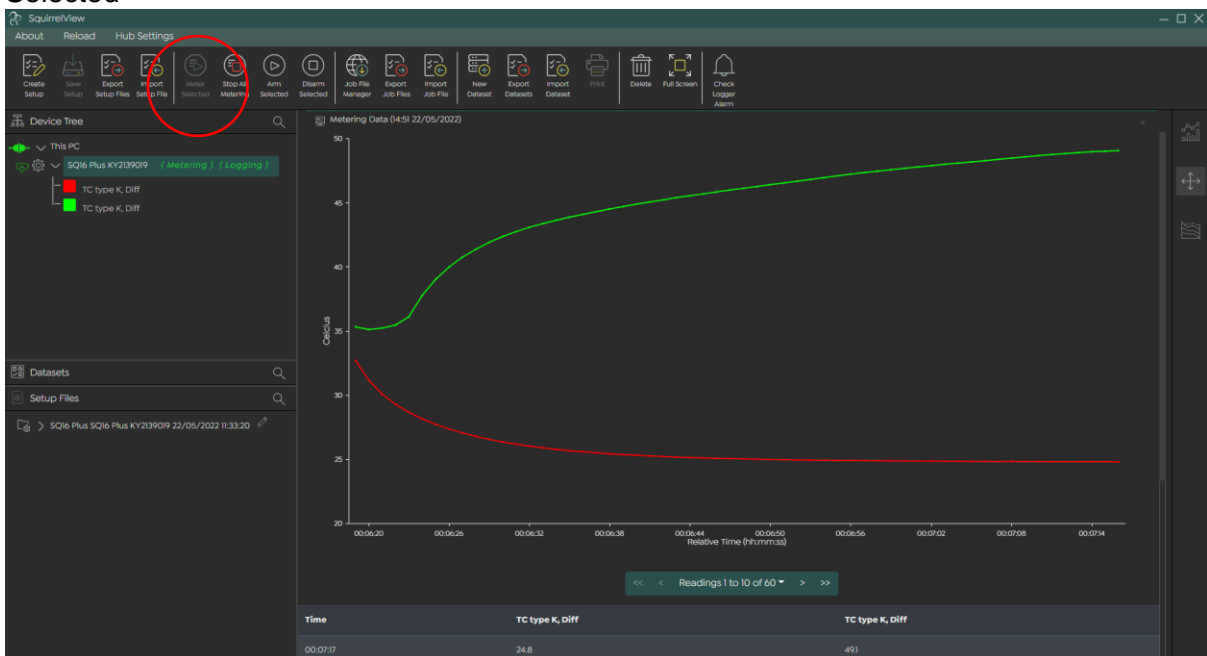 Selected
SquirrelView
About Reload Hub Settings
Create Setup
Save Setup
Export Setup Files
Import Setup File
Meter Selected
Stop All Metering
Arm Selected
Disarm Selected
Job File Manager
Export Job Files
Import Job File
New Dataset
Export Datasets
Import Dataset
Print
Delete
Full Screen
Check Logger Alarm
Device Tree
This PC
SQ16 Plus KY2139019 (Metering) (Logging)
TC type K, Diff
TC type K, Diff
Datasets
Setup Files
SQ16 Plus SQ16 Plus KY2139019 22/05/2022 11:33:20
Metering Data (14:51 22/05/2022)
50
45
40
35
30
25
20
Celcius
00:06:20 00:06:26 00:06:32 00:06:38 00:06:44 00:06:50 00:06:56 00:07:02 00:07:08 00:07:14
Relative Time (hh:mm:ss)
<< < Readings 1 to 10 of 60 > >>
Time TC type K, Diff TC type K, Diff
00:07:17 24.8 49.1